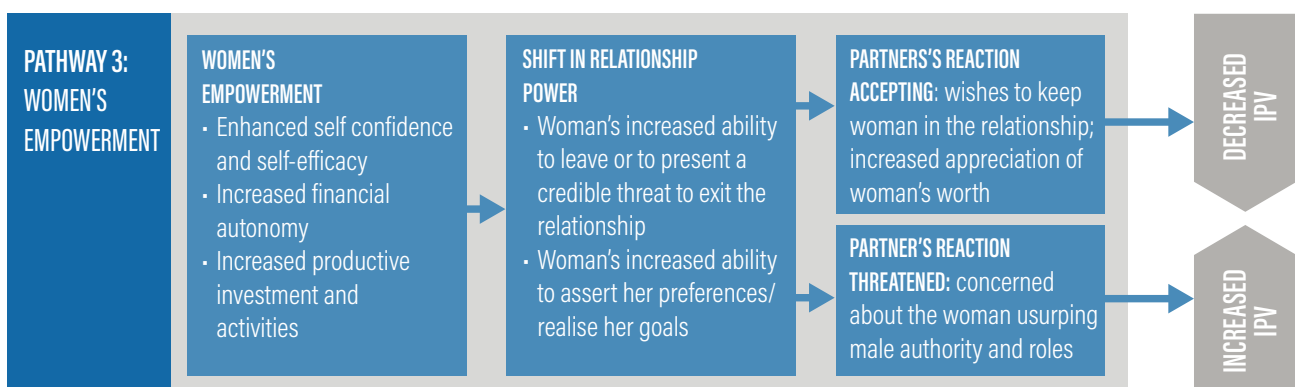 PATHWAY 3:
WOMEN'S
EMPOWERMENT
WOMEN'S
EMPOWERMENT
· Enhanced self confidence
and self-efficacy
· Increased financial
autonomy
· Increased productive
investment and
activities
SHIFT IN RELATIONSHIP
POWER
· Woman's increased ability
to leave or to present a
credible threat to exit the
relationship
· Woman's increased ability
to assert her preferences/
realise her goals
PARTNERS'S REACTION
ACCEPTING: wishes to keep
woman in the relationship;
increased appreciation of
woman's worth
PARTNER'S REACTION
THREATENED: concerned
about the woman usurping
male authority and roles
DECREASED
IPV
INCREASED
IPV